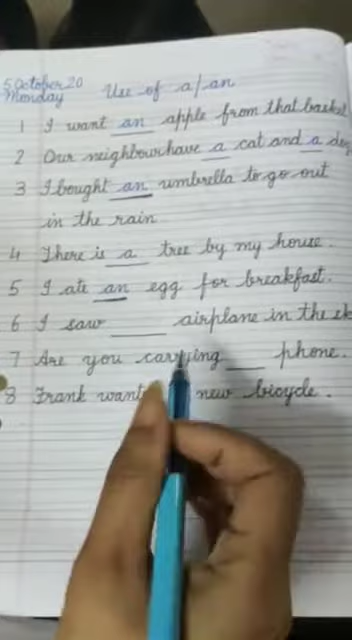 5 October 20
Monday
Use of a/an
1 I want an apple from that basket
2 Our neighbour have a cat and a dog
3 I bought an umbrella to go out
in the rain
4 There is a tree by my house.
5 I ate an egg for breakfast.
6 I saw ___ airplane in the
7 Are you carrying ___ phone.
8 Frank want new bicycle.